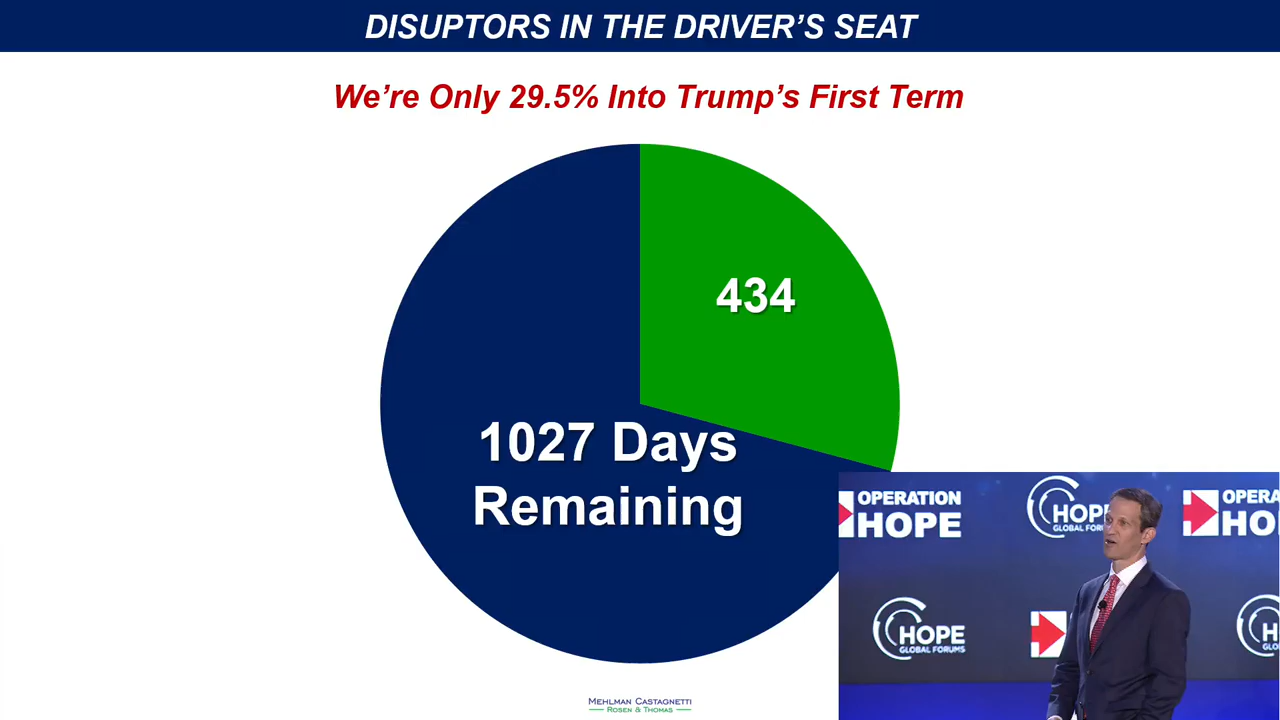 DISUPTORS IN THE DRIVER'S SEAT
We're Only 29.5% Into Trump's First Term
434
1027 Days
Remaining
OPERATION
HOPE
HOPE
GLOBAL FORUMS
OPERA
HO
HOPE
GLOBAL FORUMS
MEHLMAN CASTAGNETTI
ROSEN & THOMAS